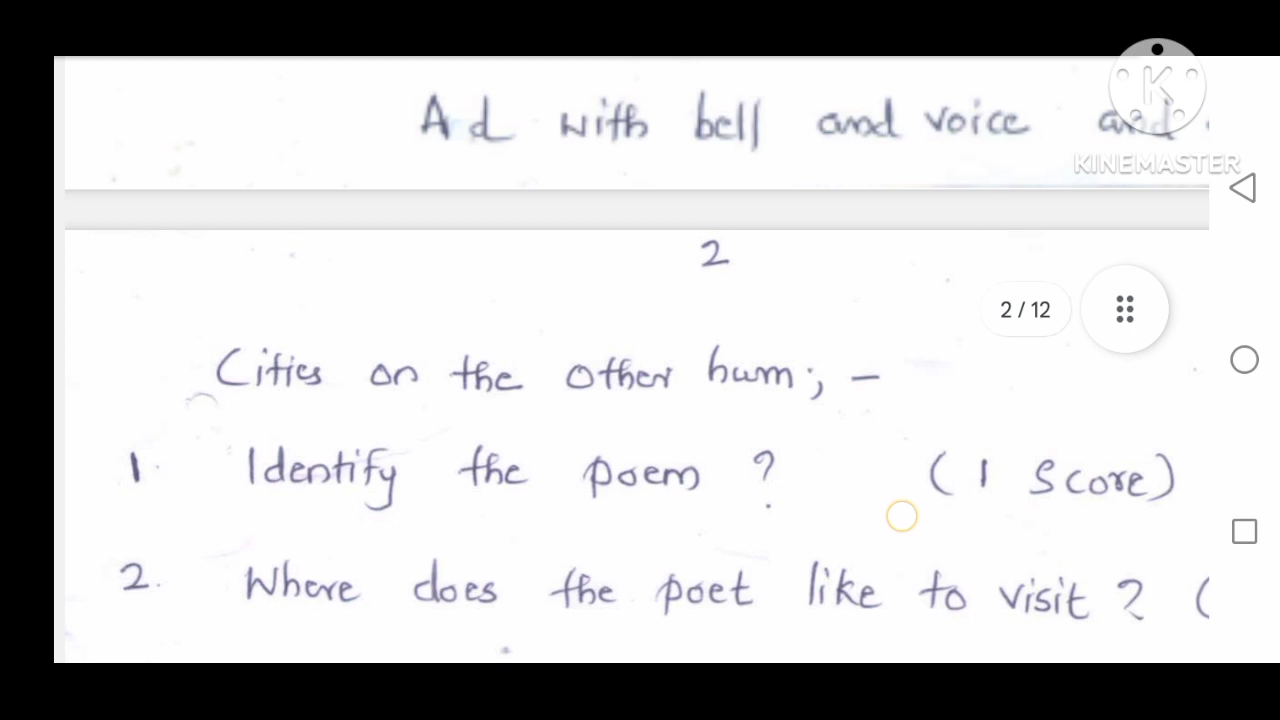 Ad with bell and voice and
KINEMASTER
2
2 / 12
Cities on the other hum ; -
1. Identify the poem ? ( 1 Score)
2. Where does the poet like to visit ? (